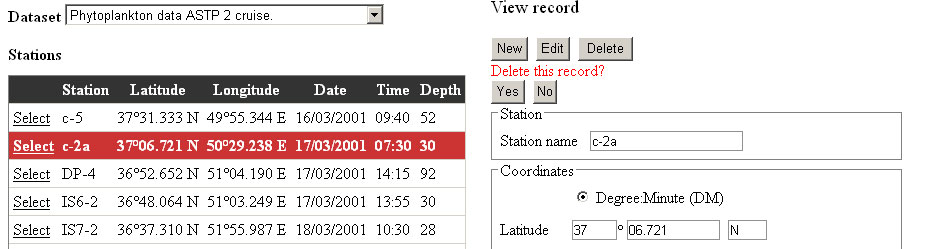 Dataset Phytoplankton data ASTP 2 cruise.
Stations
Station Latitude Longitude Date Time Depth
Select c-5 37°31.333 N 49°55.344 E 16/03/2001 09:40 52
Select c-2a 37°06.721 N 50°29.238 E 17/03/2001 07:30 30
Select DP-4 36°52.652 N 51°04.190 E 17/03/2001 14:15 92
Select IS6-2 36°48.064 N 51°03.249 E 17/03/2001 13:55 30
Select IS7-2 36°37.310 N 51°55.987 E 18/03/2001 10:30 28
View record
New Edit Delete
Delete this record?
Yes No
Station
Station name c-2a
Coordinates
Degree:Minute (DM)
Latitude 37 ° 06.721 N